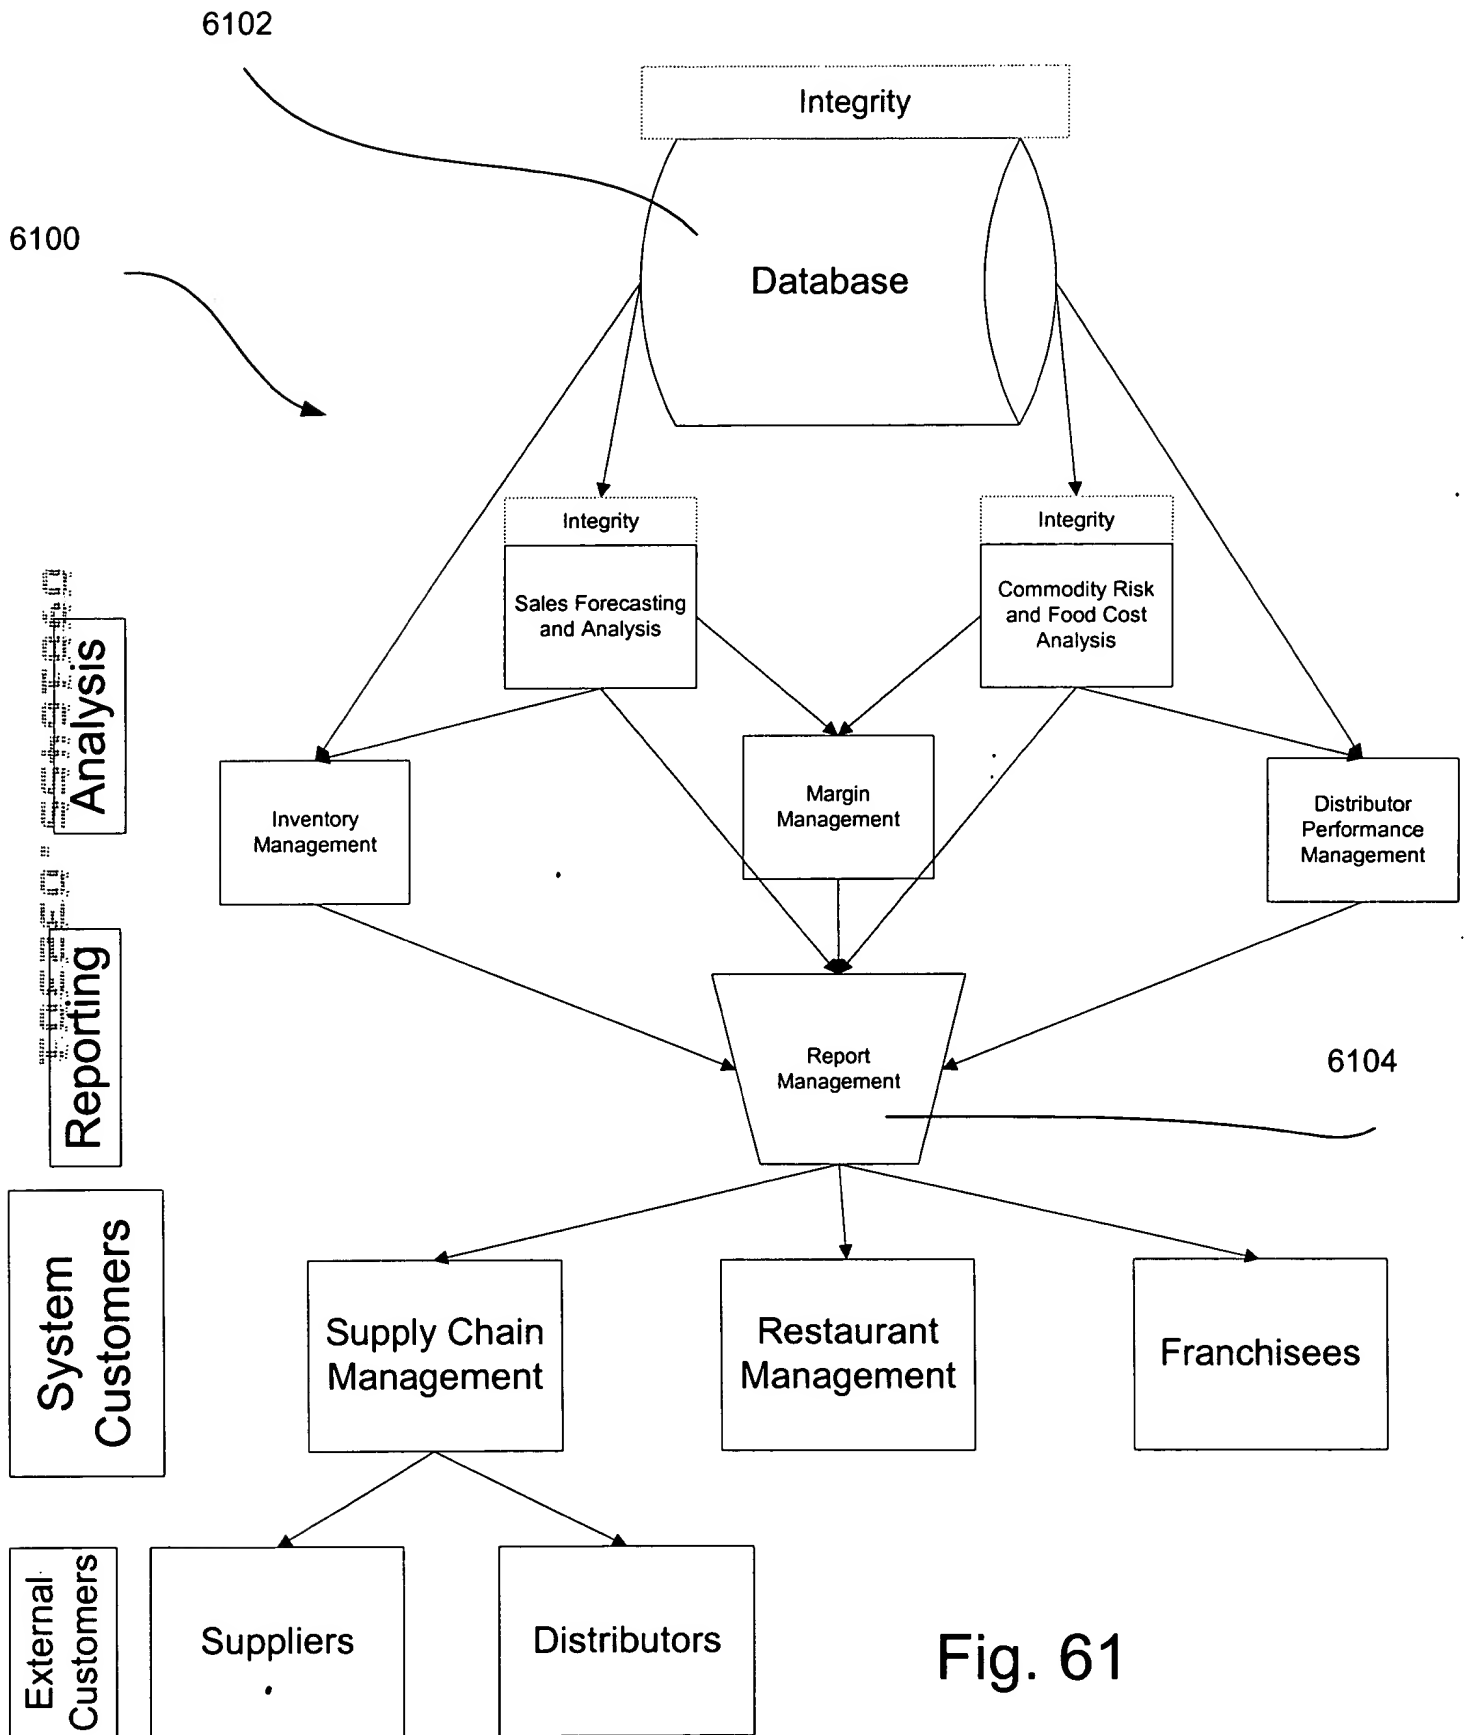 6102
Integrity
6100
Database
Integrity
Integrity
Sales Forecasting
and Analysis
Commodity Risk
and Food Cost
Analysis
Analysis
Inventory
Management
Margin
Management
Distributor
Performance
Management
Reporting
Report
Management
6104
System
Customers
Supply Chain
Management
Restaurant
Management
Franchisees
External
Customers
Suppliers
Distributors
Fig. 61